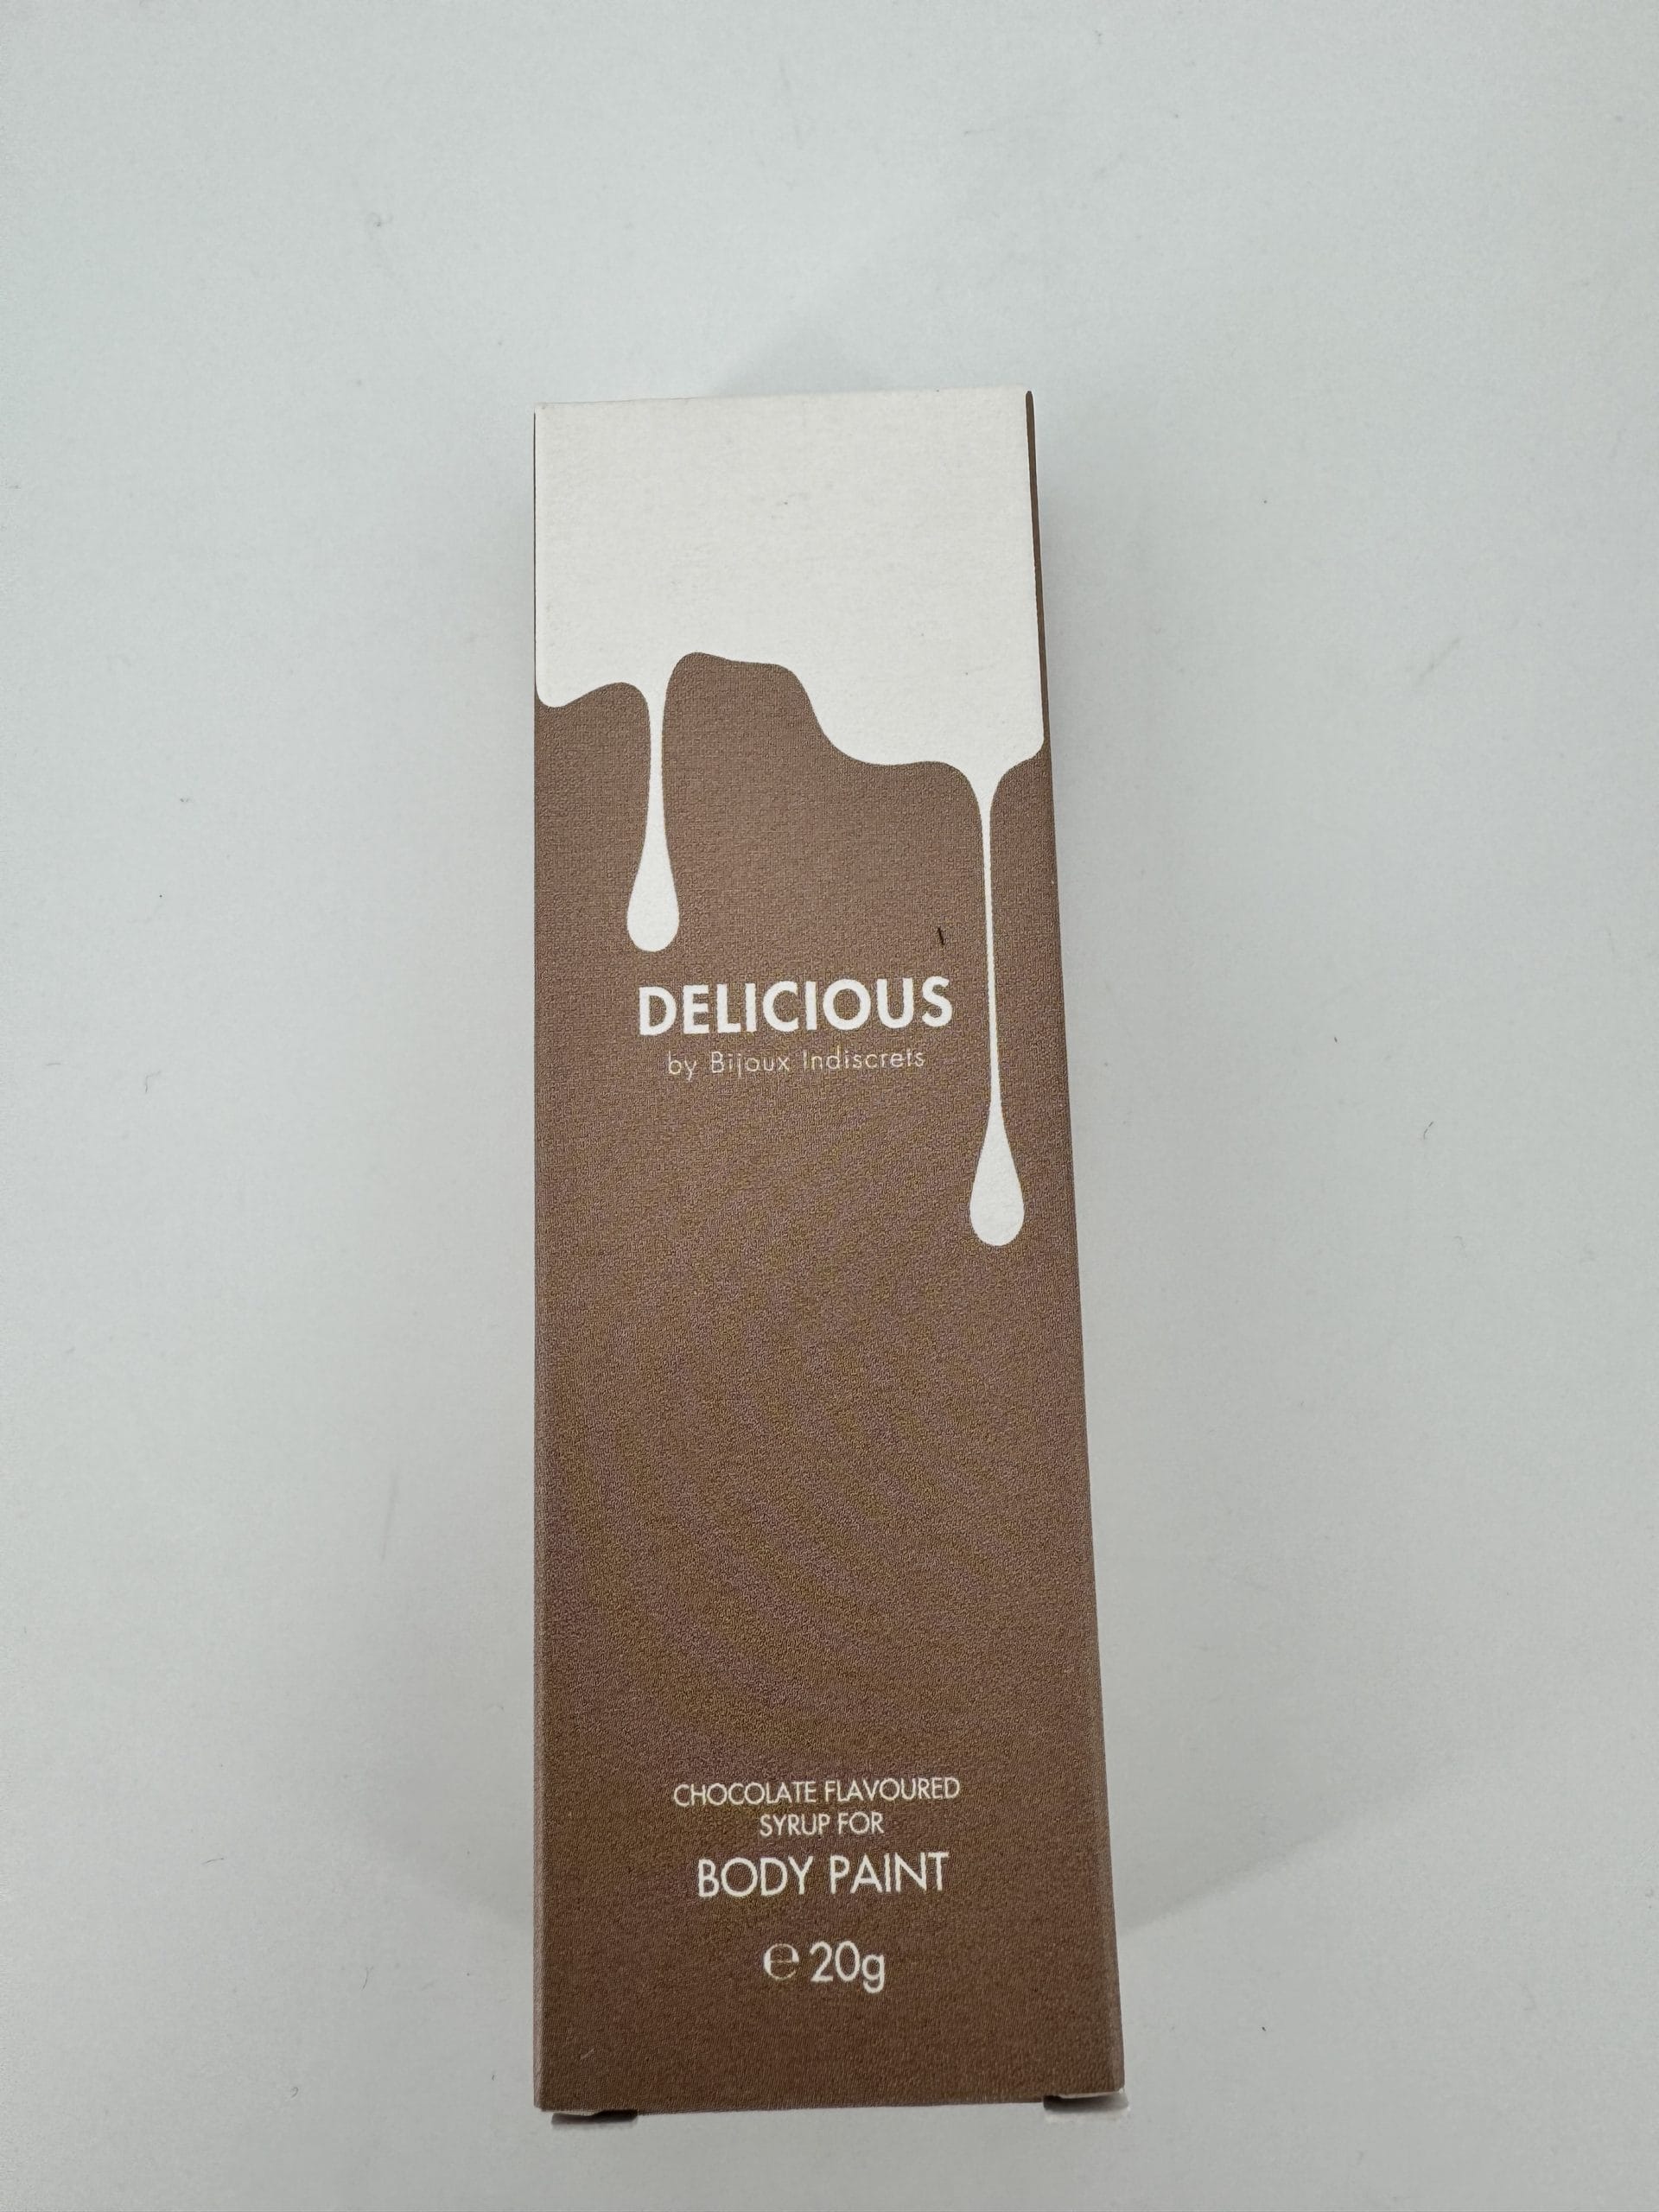 DELICIOUS
by Bijoux Indiscrets
CHOCOLATE FLAVOURED
SYRUP FOR
BODY PAINT
℮ 20g